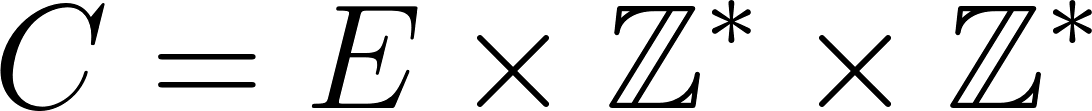 C = E × ℤ* × ℤ*